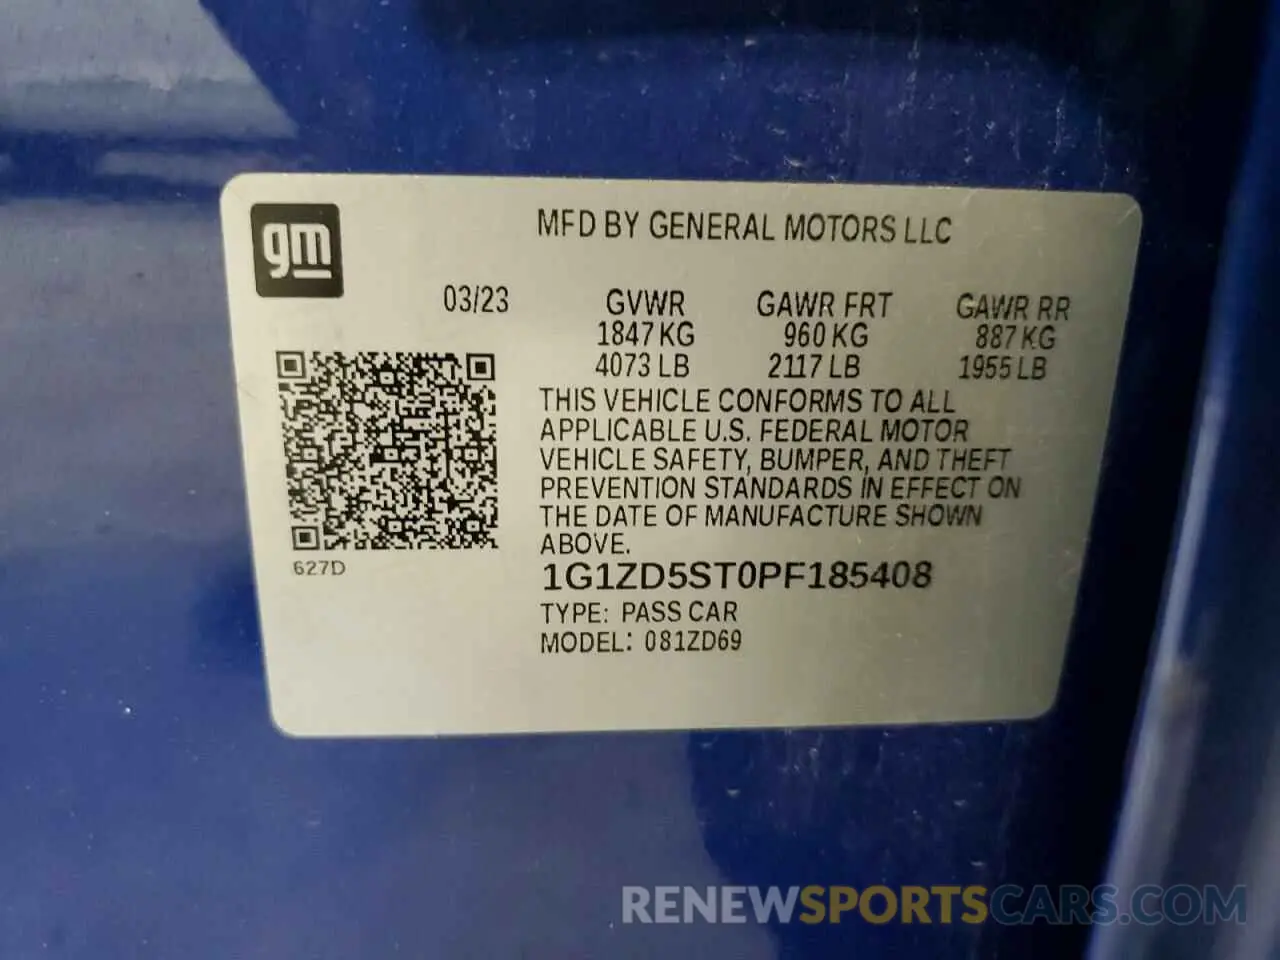 gm
MFD BY GENERAL MOTORS LLC
03/23 GVWR GAWR FRT GAWR RR
1847 KG 960 KG 887 KG
4073 LB 2117 LB 1955 LB
THIS VEHICLE CONFORMS TO ALL
APPLICABLE U.S. FEDERAL MOTOR
VEHICLE SAFETY, BUMPER, AND THEFT
PREVENTION STANDARDS IN EFFECT ON
THE DATE OF MANUFACTURE SHOWN
ABOVE.
627D
1G1ZD5ST0PF185408
TYPE: PASS CAR
MODEL: 081ZD69
RENEWSPORTSCARS.COM